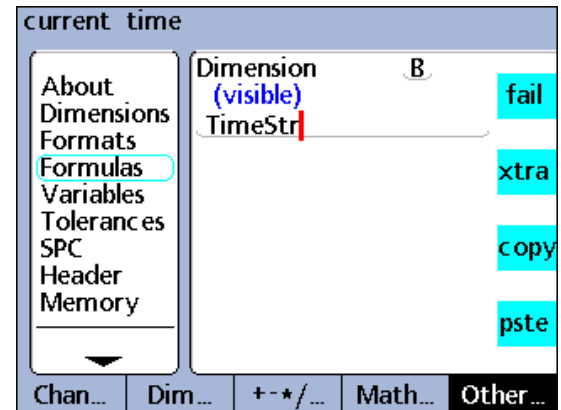 current time
About
Dimensions
Formats
Formulas
Variables
Tolerances
SPC
Header
Memory
Dimension B
(visible)
TimeStr
fail
xtra
copy
pste
Chan... Dim... +-*/... Math... Other...